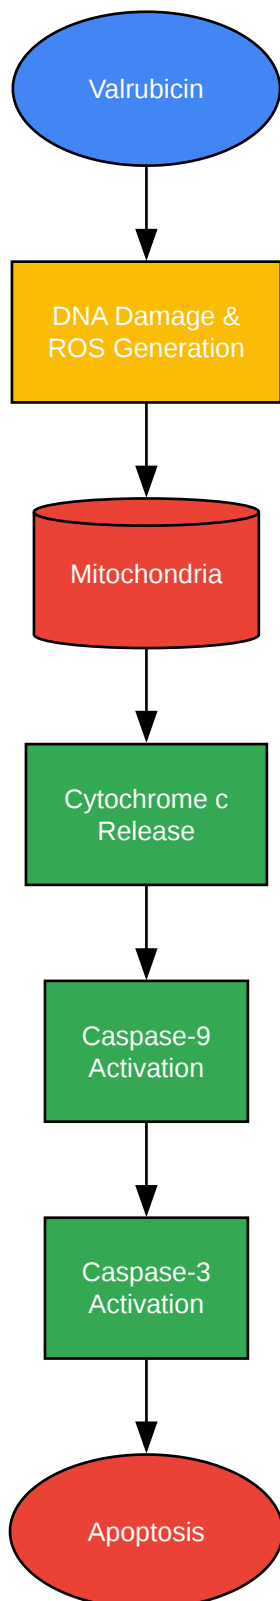 Valrubicin
DNA Damage &
ROS Generation
Mitochondria
Cytochrome c
Release
Caspase-9
Activation
Caspase-3
Activation
Apoptosis